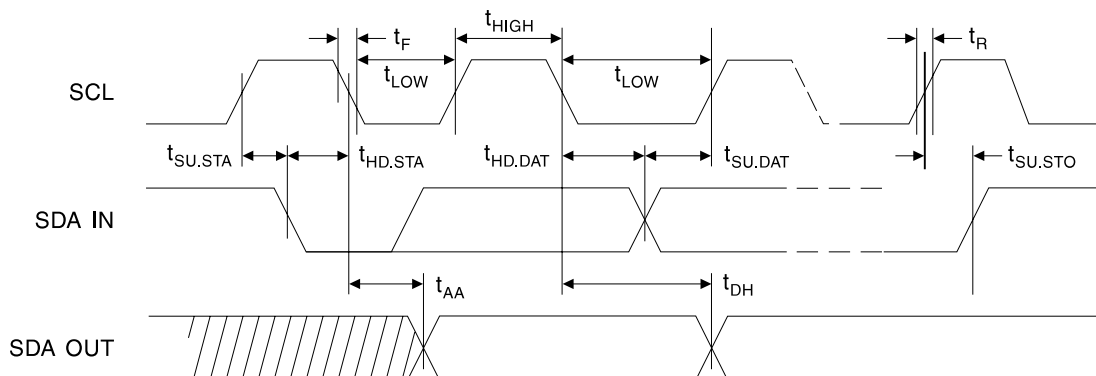 tHIGH
tF
tR
tLOW
tLOW
SCL
tSU.STA
tHD.STA
tHD.DAT
tSU.DAT
tSU.STO
SDA IN
tAA
tDH
SDA OUT